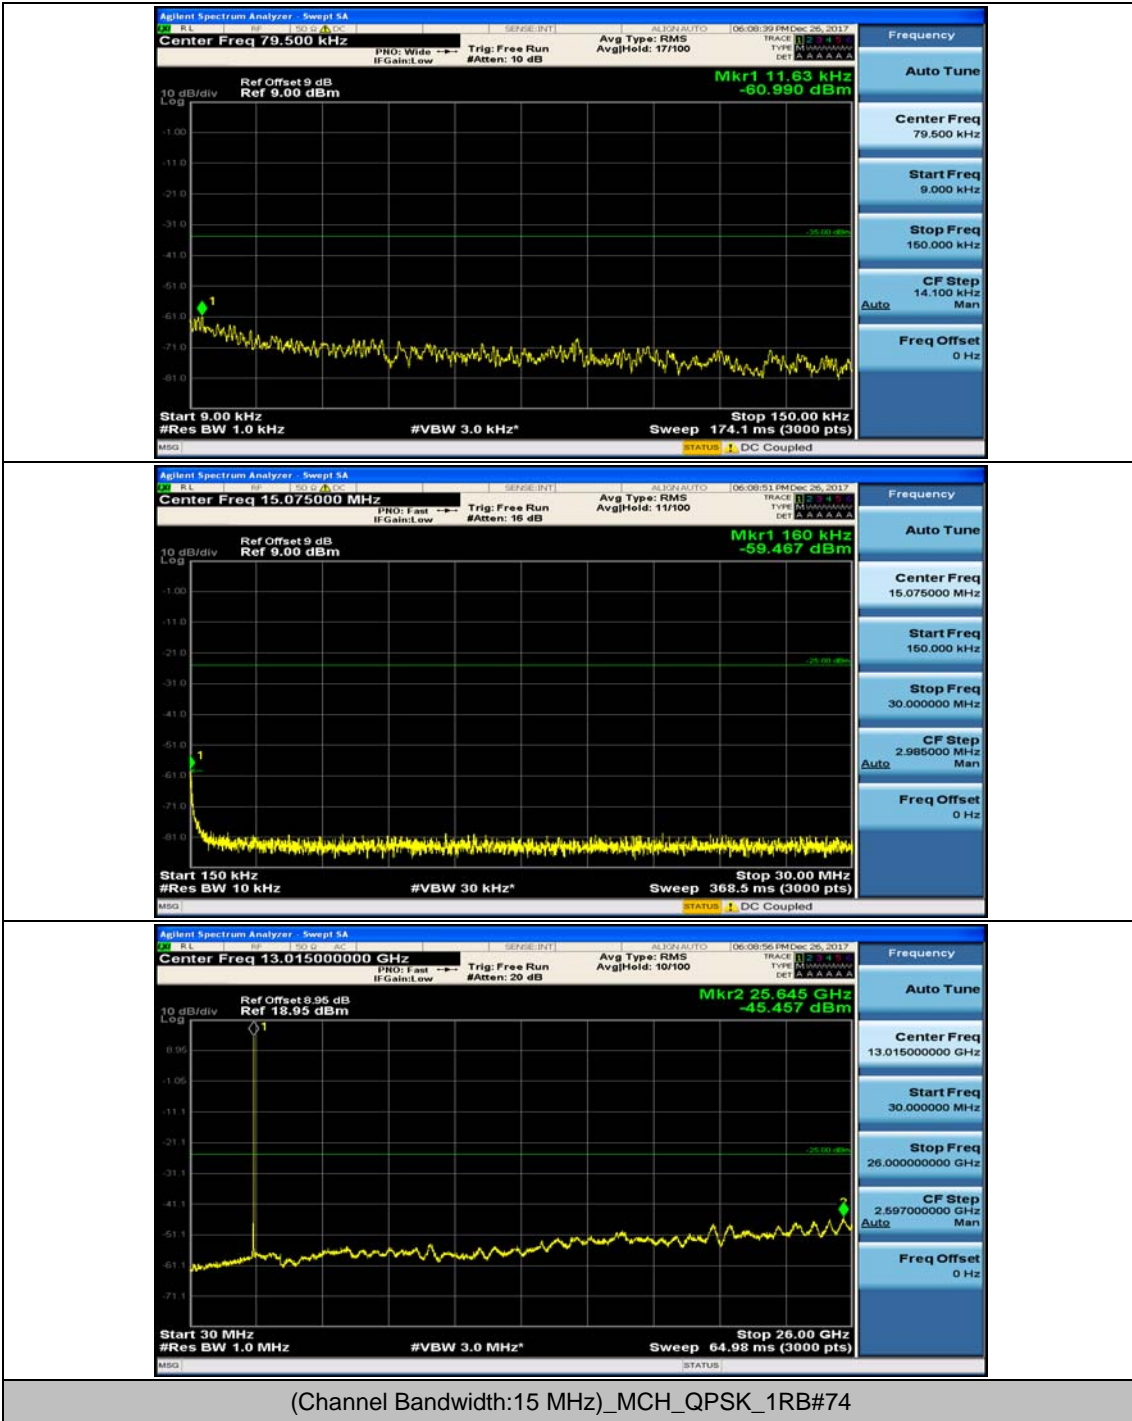 Agilent Spectrum Analyzer - Swept SA
RL RF 50 Ω DC SENSE:INT ALIGN AUTO 06:08:39 PM Dec 26, 2017
Center Freq 79.500 kHz
PNO: Wide Trig: Free Run Avg Type: RMS TRACE 1 2 3 4 5 6
IFGain:Low #Atten: 10 dB Avg|Hold: 17/100 TYPE M
DET A A A A A A
Ref Offset 9 dB Mkr1 11.63 kHz
10 dB/div Ref 9.00 dBm -60.990 dBm
Log
-1.00
-11.0
-21.0
-31.0
-35.00 dBm
-41.0
-51.0
1
-61.0
-71.0
-81.0
Start 9.00 kHz Stop 150.00 kHz
#Res BW 1.0 kHz #VBW 3.0 kHz* Sweep 174.1 ms (3000 pts)
MSG STATUS DC Coupled
Frequency
Auto Tune
Center Freq
79.500 kHz
Start Freq
9.000 kHz
Stop Freq
150.000 kHz
CF Step
14.100 kHz
Auto Man
Freq Offset
0 Hz
Agilent Spectrum Analyzer - Swept SA
RL RF 50 Ω DC SENSE:INT ALIGN AUTO 06:08:51 PM Dec 26, 2017
Center Freq 15.075000 MHz
PNO: Fast Trig: Free Run Avg Type: RMS TRACE 1 2 3 4 5 6
IFGain:Low #Atten: 16 dB Avg|Hold: 11/100 TYPE M
DET A A A A A A
Ref Offset 9 dB Mkr1 160 kHz
10 dB/div Ref 9.00 dBm -59.467 dBm
Log
-1.00
-11.0
-21.0
-25.00 dBm
-31.0
-41.0
-51.0
1
-61.0
-71.0
-81.0
Start 150 kHz Stop 30.00 MHz
#Res BW 10 kHz #VBW 30 kHz* Sweep 368.5 ms (3000 pts)
MSG STATUS DC Coupled
Frequency
Auto Tune
Center Freq
15.075000 MHz
Start Freq
150.000 kHz
Stop Freq
30.000000 MHz
CF Step
2.985000 MHz
Auto Man
Freq Offset
0 Hz
Agilent Spectrum Analyzer - Swept SA
RL RF 50 Ω AC SENSE:INT ALIGN AUTO 06:08:56 PM Dec 26, 2017
Center Freq 13.015000000 GHz
PNO: Fast Trig: Free Run Avg Type: RMS TRACE 1 2 3 4 5 6
IFGain:Low #Atten: 20 dB Avg|Hold: 10/100 TYPE M
DET A A A A A A
Ref Offset 8.95 dB Mkr2 25.645 GHz
10 dB/div Ref 18.95 dBm -45.457 dBm
Log
1
8.95
-1.05
-11.1
-21.1
-25.00 dBm
-31.1
-41.1
2
-51.1
-61.1
-71.1
Start 30 MHz Stop 26.00 GHz
#Res BW 1.0 MHz #VBW 3.0 MHz* Sweep 64.98 ms (3000 pts)
MSG STATUS
Frequency
Auto Tune
Center Freq
13.015000000 GHz
Start Freq
30.000000 MHz
Stop Freq
26.000000000 GHz
CF Step
2.597000000 GHz
Auto Man
Freq Offset
0 Hz
(Channel Bandwidth:15 MHz)_MCH_QPSK_1RB#74